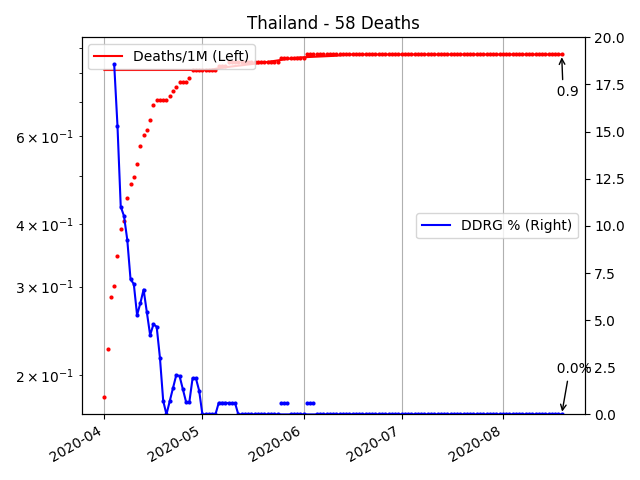 Thailand - 58 Deaths
Deaths/1M (Left)
DDRG % (Right)
0.9
0.0%
6 × 10⁻¹
4 × 10⁻¹
3 × 10⁻¹
2 × 10⁻¹
20.0
17.5
15.0
12.5
10.0
7.5
5.0
2.5
0.0
2020-04
2020-05
2020-06
2020-07
2020-08